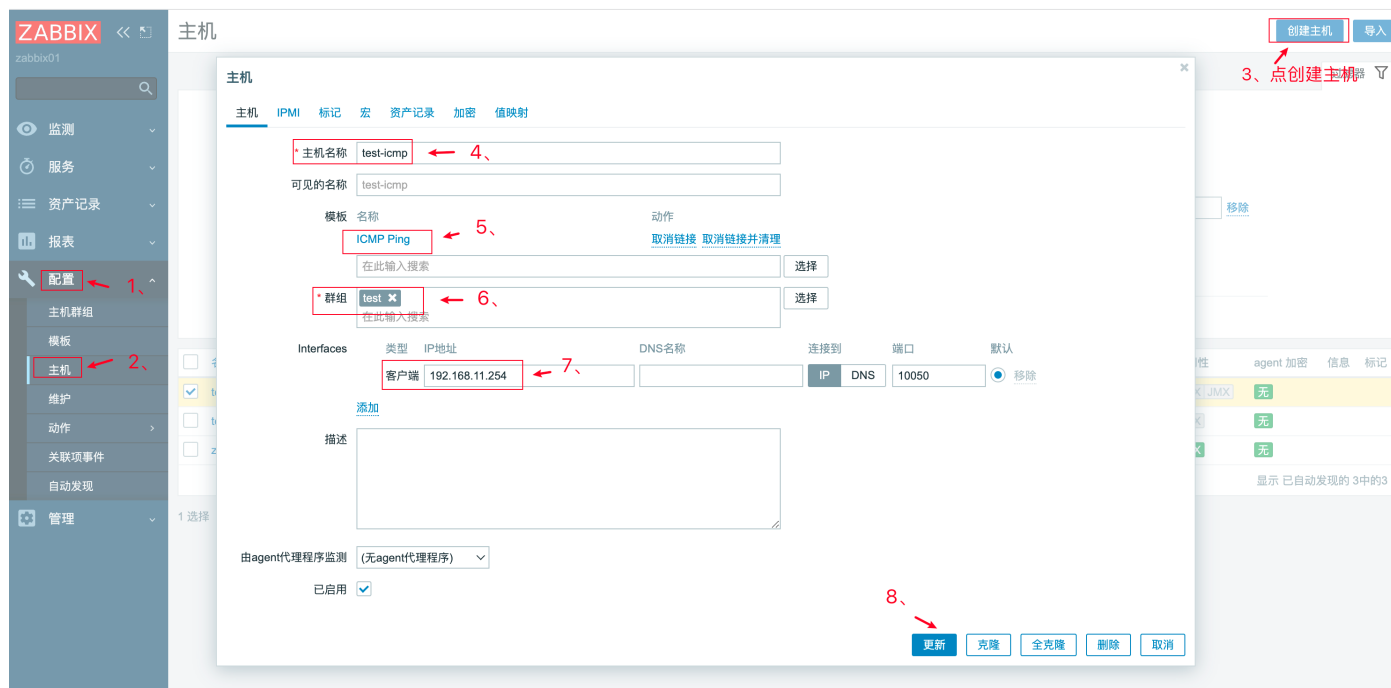 ZABBIX
zabbix01
监测
服务
资产记录
报表
配置
1、
主机群组
模板
主机
2、
维护
动作
关联项事件
自动发现
管理
主机
创建主机
导入
3、点创建主机
主机
主机 IPMI 标记 宏 资产记录 加密 值映射
* 主机名称 test-icmp
4、
可见的名称 test-icmp
模板 名称 动作
ICMP Ping 取消链接 取消链接并清理
5、
在此输入搜索 选择
* 群组 test 选择
6、
在此输入搜索
Interfaces 类型 IP地址 DNS名称 连接到 端口 默认
客户端 192.168.11.254 IP DNS 10050 移除
7、
添加
描述
由agent代理程序监测 (无agent代理程序)
已启用
8、
更新 克隆 全克隆 删除 取消
移除
性 agent 加密 信息 标记
JMX 无
无
无
显示 已自动发现的 3中的3
1 选择